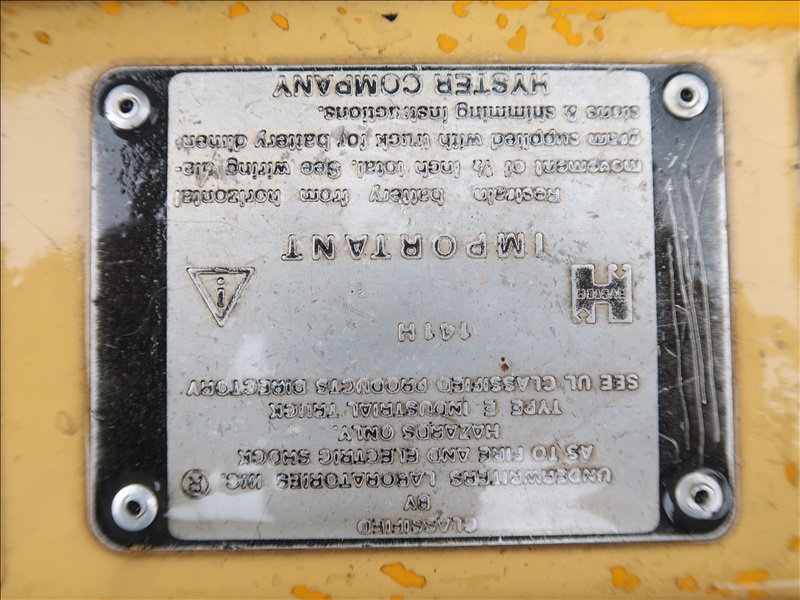 CLASSIFIED
BY
UNDERWRITERS LABORATORIES INC. ®
AS TO FIRE AND ELECTRIC SHOCK
HAZARDS ONLY.
TYPE E INDUSTRIAL TRUCK
SEE UL CLASSIFIED PRODUCTS DIRECTORY
141H
H
HYSTER
i
IMPORTANT
Restrain battery from horizontal
movement of ½ inch total. See wiring dia-
gram supplied with truck for battery dimen-
sions & shimming instructions.
HYSTER COMPANY